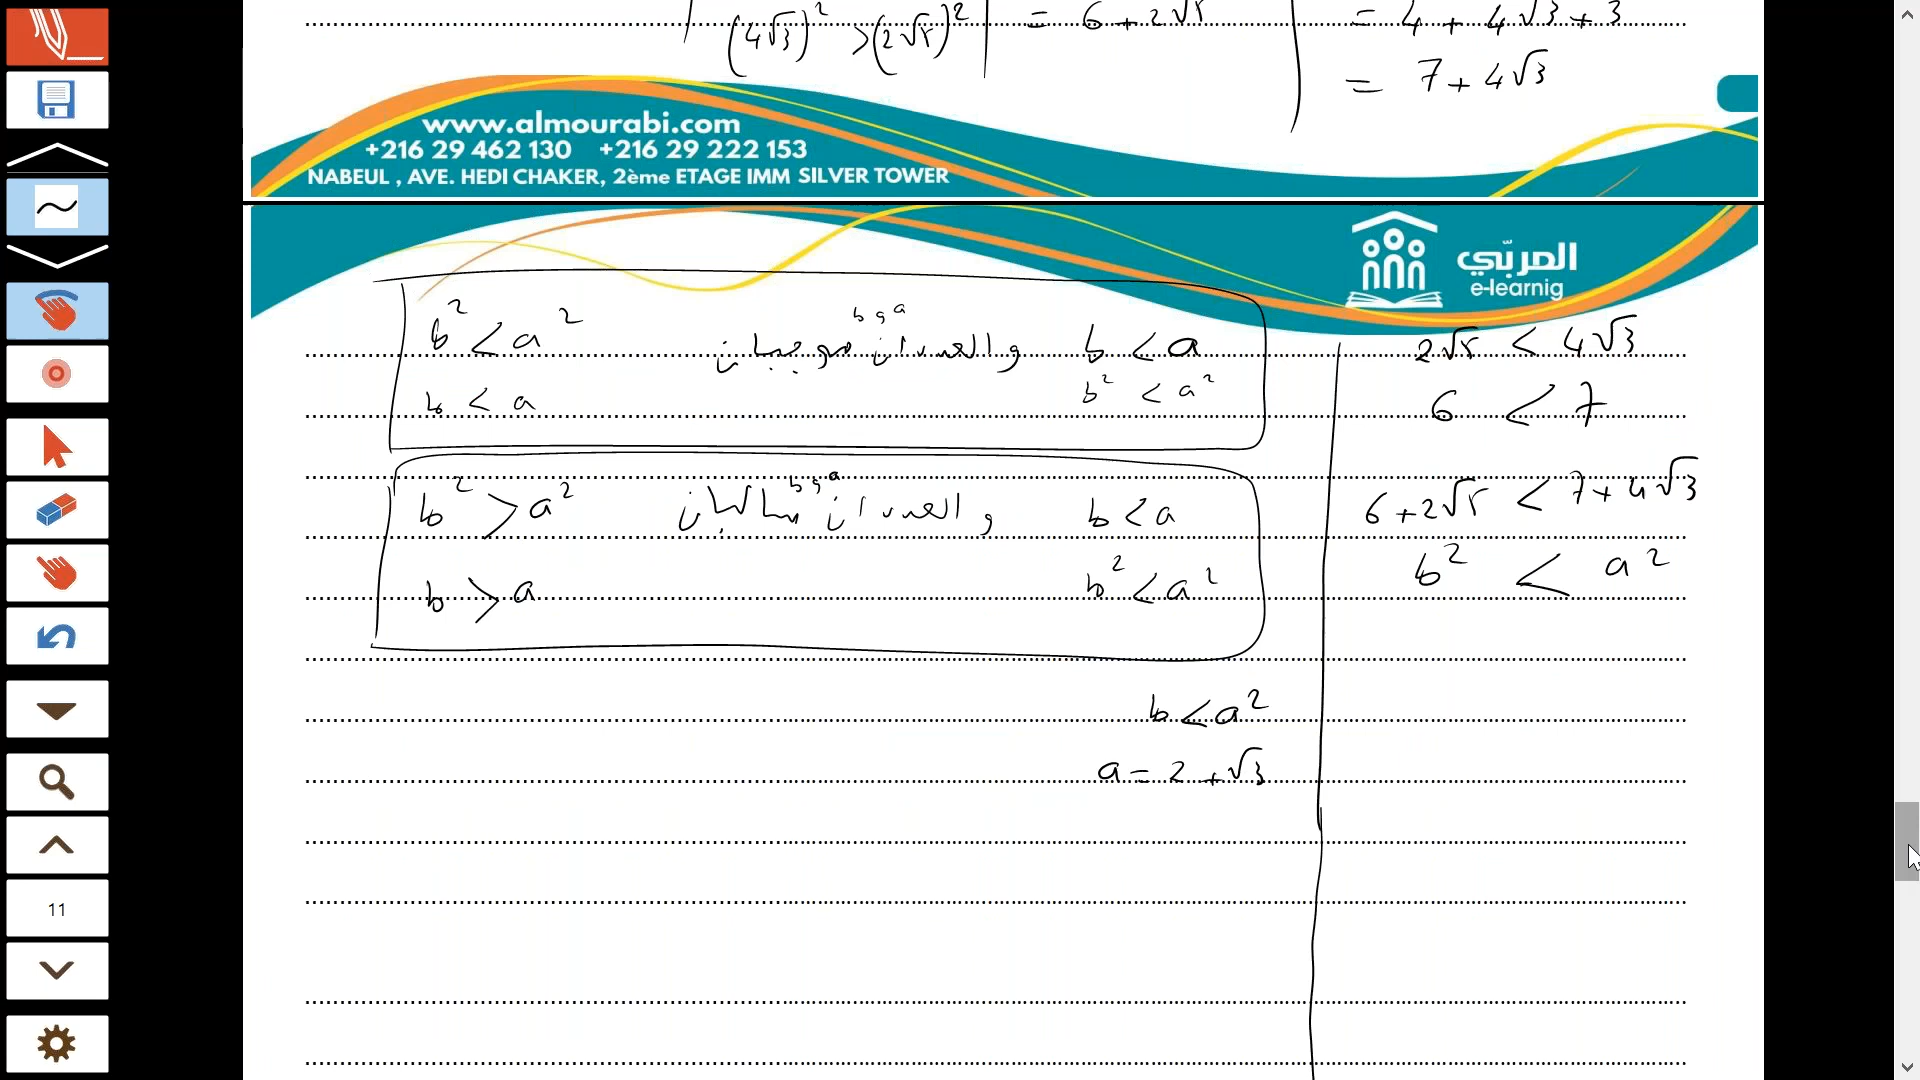 (4√3)² > (2√5)²
= 6 + 2√5
= 4 + 4√3 + 3
= 7 + 4√3
www.almourabi.com
+216 29 462 130 +216 29 222 153
NABEUL , AVE. HEDI CHAKER, 2ème ETAGE IMM SILVER TOWER
المربّي
e-learnig
2√5 < 4√3
6 < 7
6 + 2√5 < 7 + 4√3
b² < a²
b < a والعددان a و b موجبان b² < a²
b² < a² b < a
b < a والعددان a و b سالبان b² > a²
b² < a² b > a
b < a²
a = 2 + √3
11